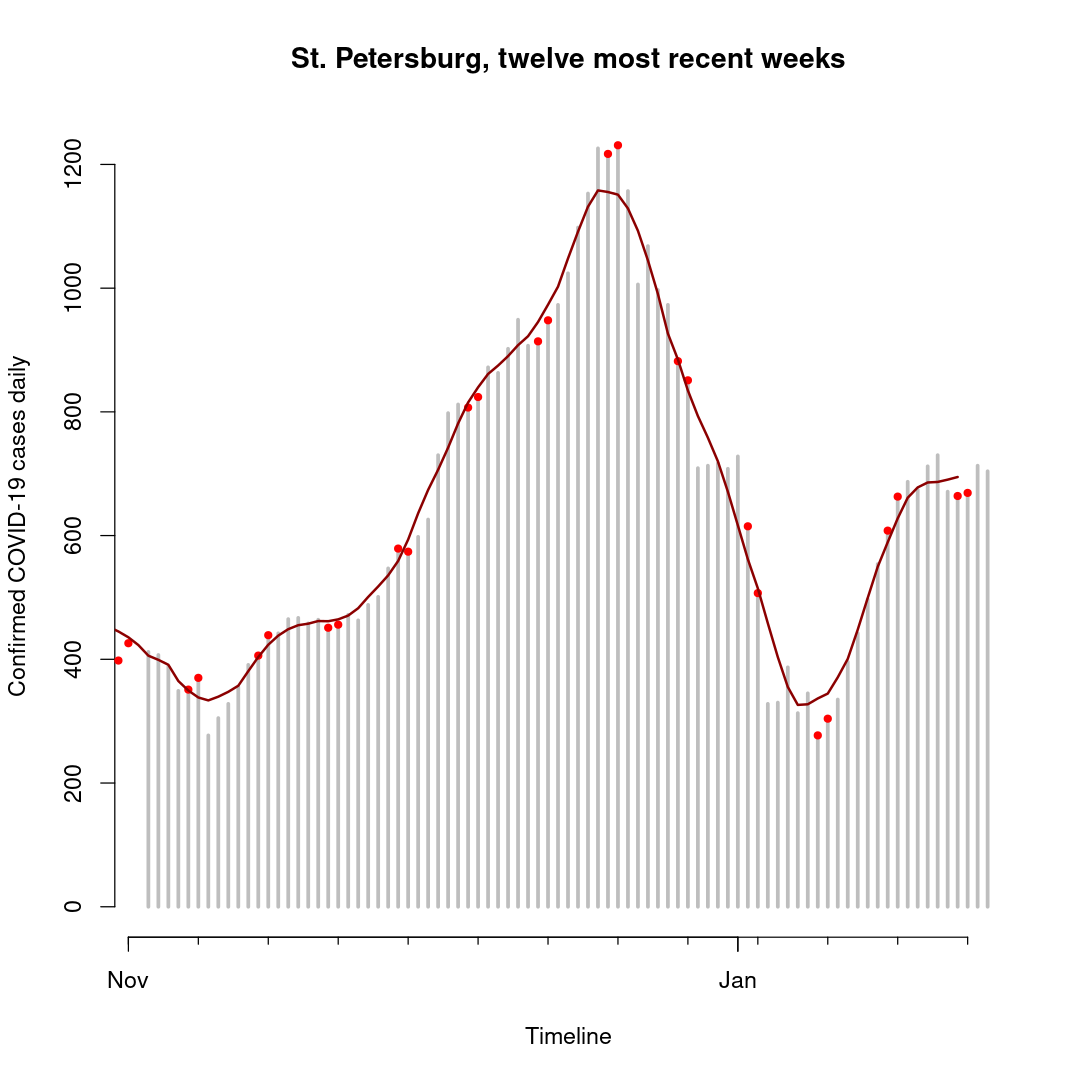 St. Petersburg, twelve most recent weeks
Confirmed COVID-19 cases daily
1200
1000
800
600
400
200
0
Nov
Jan
Timeline